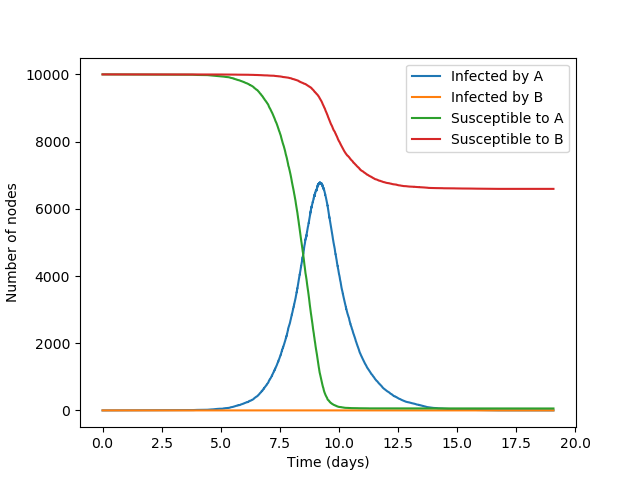 Number of nodes
10000
8000
6000
4000
2000
0
Infected by A
Infected by B
Susceptible to A
Susceptible to B
0.0 2.5 5.0 7.5 10.0 12.5 15.0 17.5 20.0
Time (days)